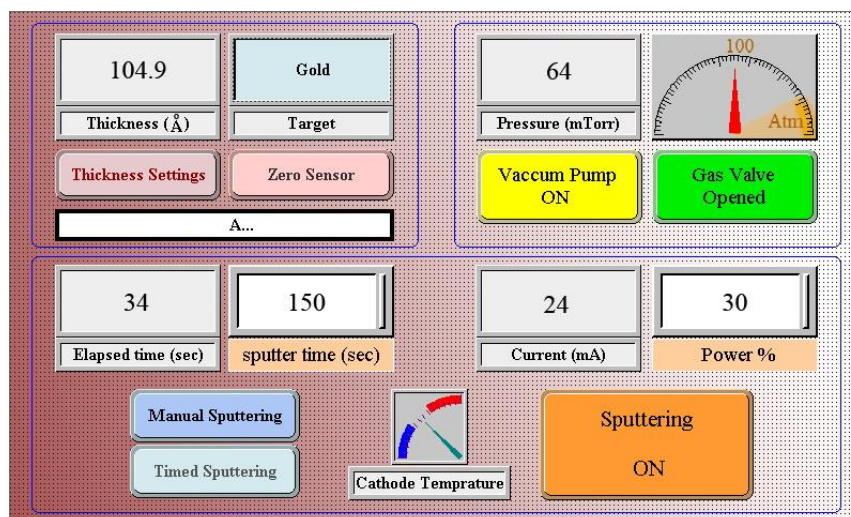 104.9
Gold
Thickness (Å)
Target
Thickness Settings
Zero Sensor
A...
64
100
Atm
Pressure (mTorr)
Vaccum Pump
ON
Gas Valve
Opened
34
150
Elapsed time (sec)
sputter time (sec)
24
30
Current (mA)
Power %
Manual Sputtering
Timed Sputtering
Cathode Temprature
Sputtering
ON